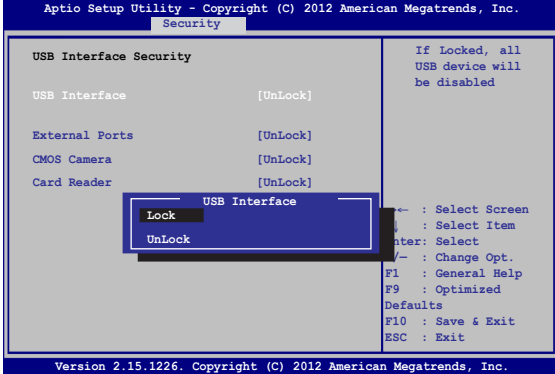 Aptio Setup Utility - Copyright (C) 2012 American Megatrends, Inc.
Security
USB Interface Security
USB Interface [UnLock]
External Ports [UnLock]
CMOS Camera [UnLock]
Card Reader [UnLock]
USB Interface
Lock
UnLock
If Locked, all
USB device will
be disabled
← : Select Screen
: Select Item
nter: Select
/— : Change Opt.
F1 : General Help
F9 : Optimized
Defaults
F10 : Save & Exit
ESC : Exit
Version 2.15.1226. Copyright (C) 2012 American Megatrends, Inc.